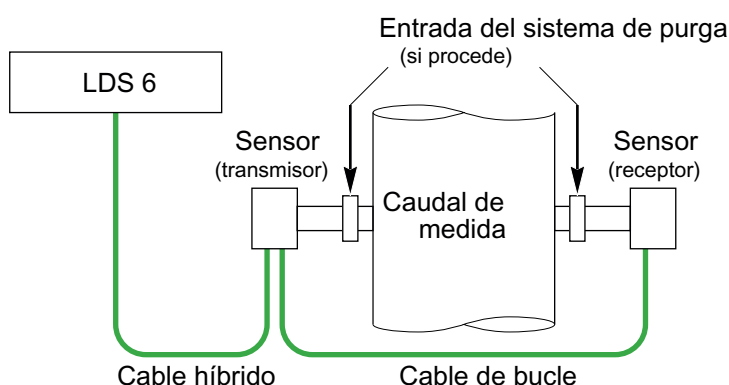 Entrada del sistema de purga
(si procede)
LDS 6
Sensor
(transmisor)
Sensor
(receptor)
Caudal de
medida
Cable híbrido
Cable de bucle